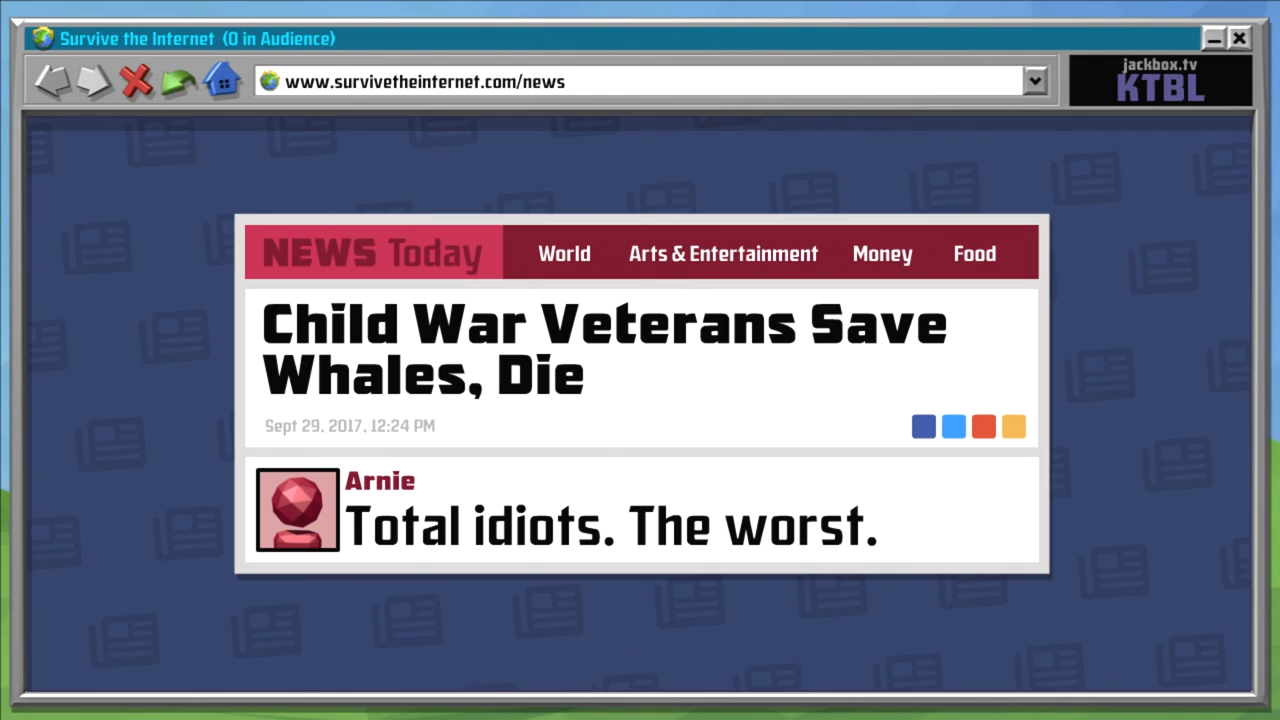 Survive the Internet (0 in Audience)
www.survivetheinternet.com/news
jackbox.tv
KTBL
NEWS Today World Arts & Entertainment Money Food
Child War Veterans Save
Whales, Die
Sept 29, 2017, 12:24 PM
Arnie
Total idiots. The worst.